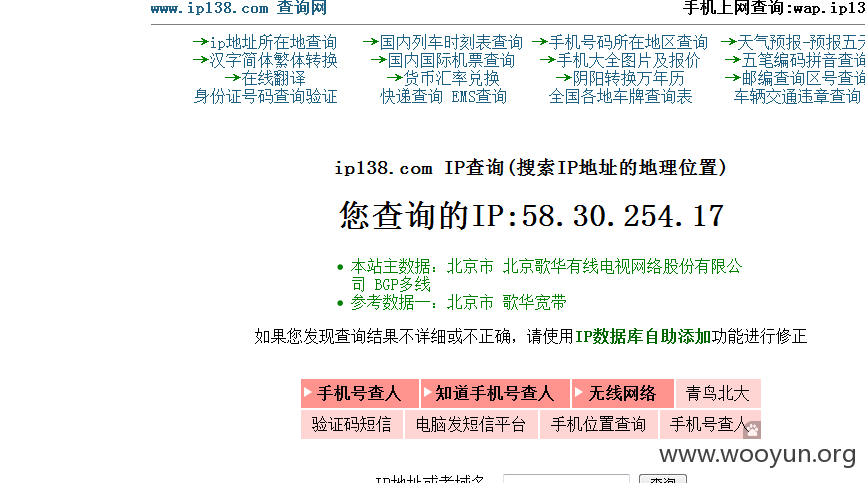 www.ip138.com 查询网 手机上网查询:wap.ip13
→ip地址所在地查询 →国内列车时刻表查询 →手机号码所在地区查询 →天气预报-预报五天
→汉字简体繁体转换 →国内国际机票查询 →手机大全图片及报价 →五笔编码拼音查询
→在线翻译 →货币汇率兑换 →阴阳转换万年历 →邮编查询区号查询
身份证号码查询验证 快递查询 EMS查询 全国各地车牌查询表 车辆交通违章查询
ip138.com IP查询(搜索IP地址的地理位置)
您查询的IP:58.30.254.17
本站主数据：北京市 北京歌华有线电视网络股份有限公
司 BGP多线
参考数据一：北京市 歌华宽带
如果您发现查询结果不详细或不正确，请使用IP数据库自助添加功能进行修正
手机号查人 知道手机号查人 无线网络 青鸟北大
验证码短信 电脑发短信平台 手机位置查询 手机号查人
www.wooyun.org
IP地址或者域名 查询